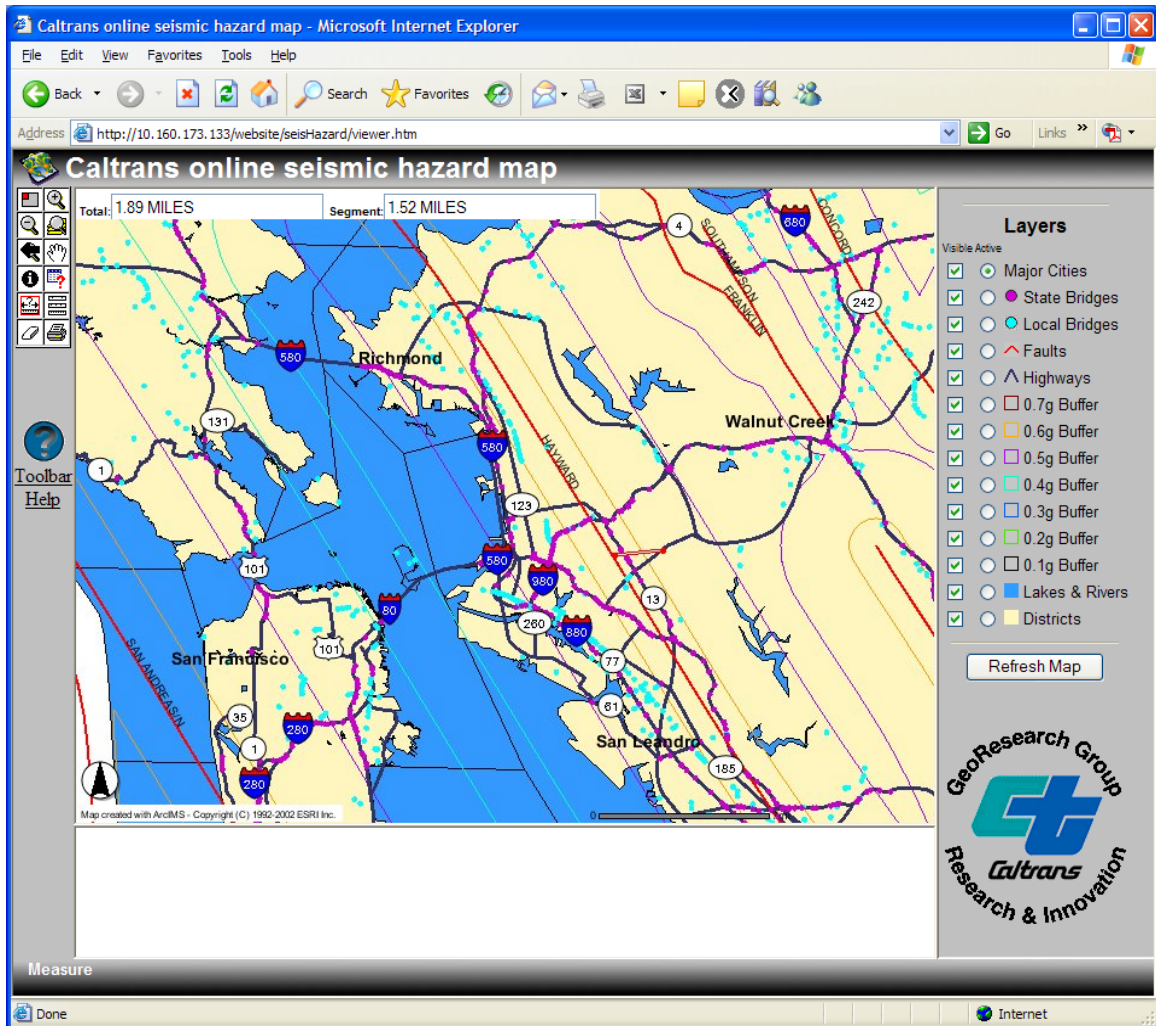 Caltrans online seismic hazard map - Microsoft Internet Explorer
File Edit View Favorites Tools Help
Back Search Favorites
Address http://10.160.173.133/website/seisHazard/viewer.htm Go Links »
Caltrans online seismic hazard map
Total: 1.89 MILES Segment: 1.52 MILES
Toolbar
Help
4
680
CONCORD
SOUTHAMPTON
FRANKLIN
242
580
Richmond
131
1
Walnut Creek
580
HAYWARD
123
101
580
980
80
13
260
880
San Francisco
101
77
SAN ANDREAS/N
35
61
280
1
San Leandro
185
280
Map created with ArcIMS - Copyright (C) 1992-2002 ESRI Inc.
0
Layers
Visible Active
Major Cities
State Bridges
Local Bridges
Faults
Highways
0.7g Buffer
0.6g Buffer
0.5g Buffer
0.4g Buffer
0.3g Buffer
0.2g Buffer
0.1g Buffer
Lakes & Rivers
Districts
Refresh Map
GeoResearch Group
Ct
Caltrans
Research & Innovation
Measure
Done Internet